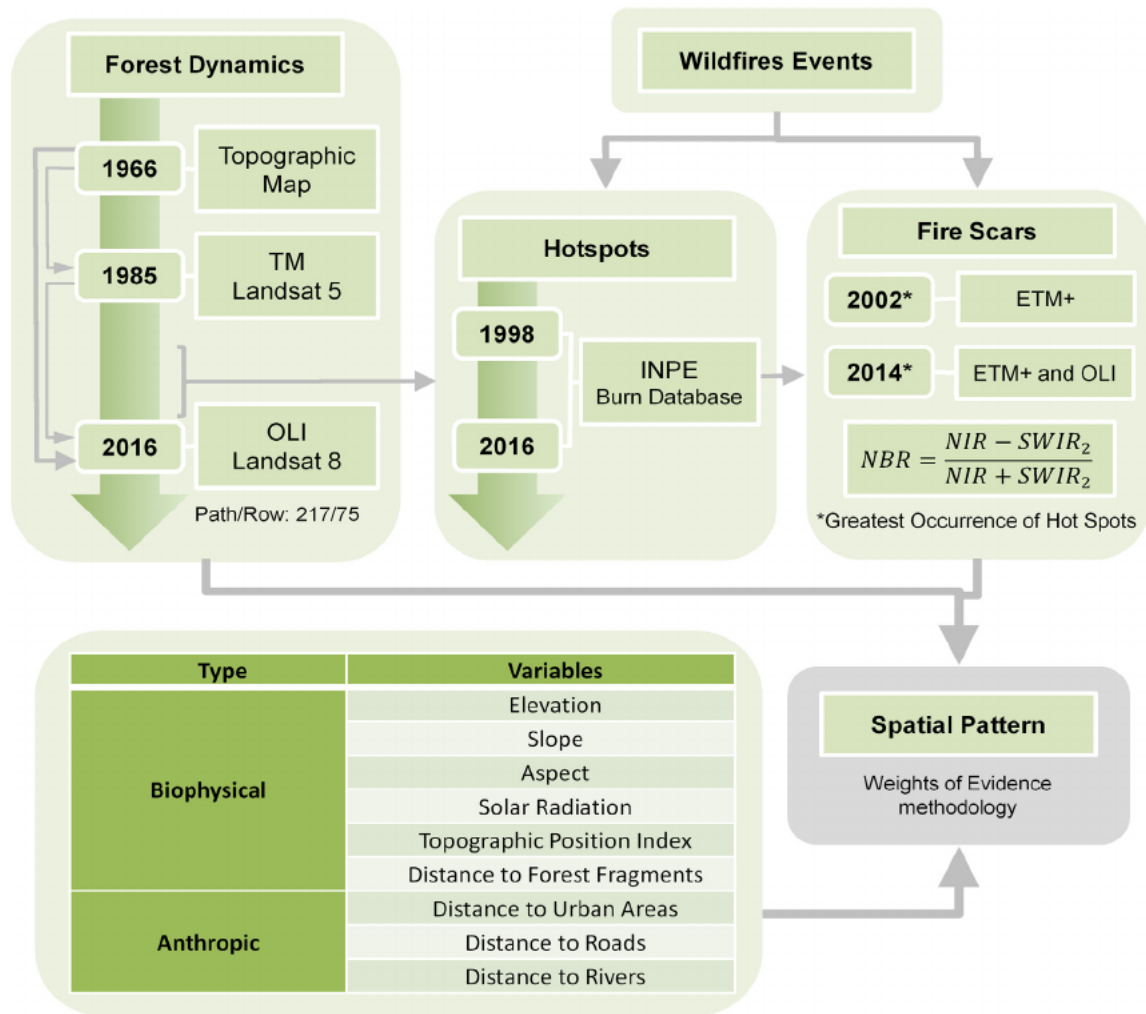 Forest Dynamics
1966
Topographic
Map
1985
TM
Landsat 5
2016
OLI
Landsat 8
Path/Row: 217/75
Wildfires Events
Hotspots
1998
INPE
Burn Database
2016
Fire Scars
2002*
ETM+
2014*
ETM+ and OLI
NBR = (NIR − SWIR₂) / (NIR + SWIR₂)
*Greatest Occurrence of Hot Spots
Type Variables
Biophysical
Elevation
Slope
Aspect
Solar Radiation
Topographic Position Index
Distance to Forest Fragments
Anthropic
Distance to Urban Areas
Distance to Roads
Distance to Rivers
Spatial Pattern
Weights of Evidence
methodology